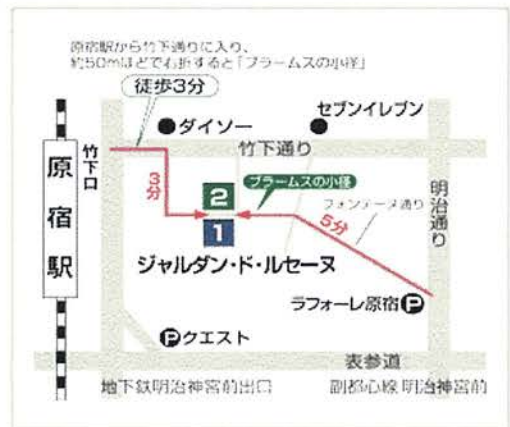 原宿駅から竹下通りに入り、
約50mほどで右折すると「ブラームスの小径」
徒歩3分
セブンイレブン
ダイソー
竹下口
竹下通り
原宿駅
3分
2
ブラームスの小径
フォンテーヌ通り
明治通り
1
5分
ジャルダン・ド・ルセーヌ
ラフォーレ原宿P
Pクエスト
表参道
地下鉄明治神宮前出口
副都心線 明治神宮前